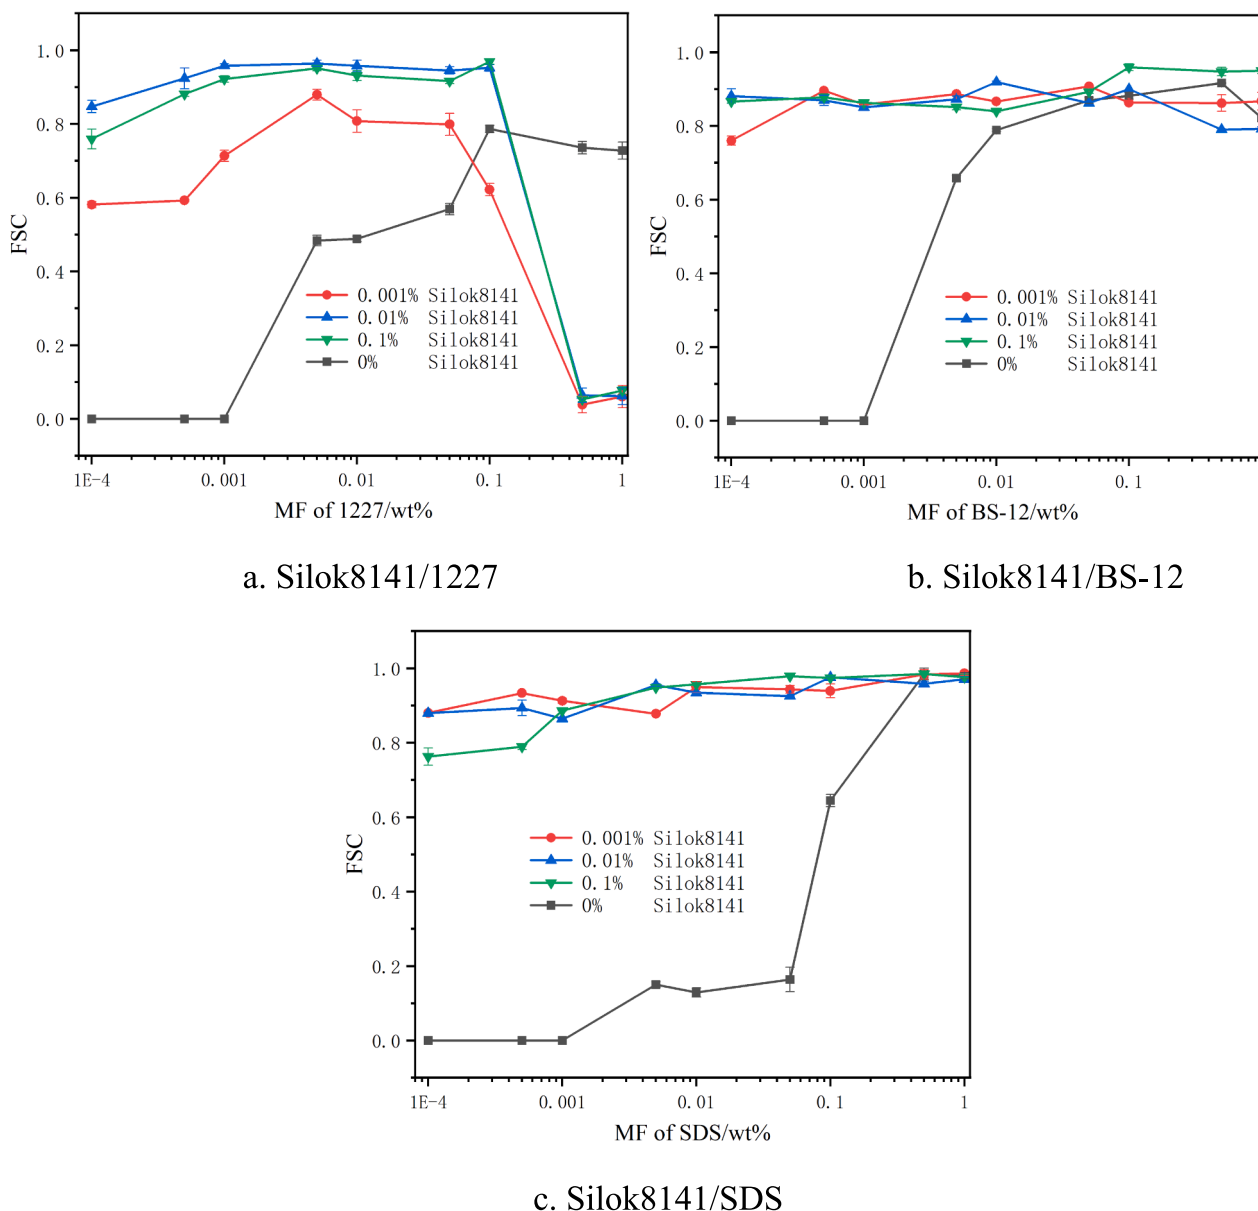 1.0
0.8
0.6
0.4
0.2
0.0
FSC
0.001% Silok8141
0.01% Silok8141
0.1% Silok8141
0% Silok8141
1E-4 0.001 0.01 0.1 1
MF of 1227/wt%
a. Silok8141/1227
1.0
0.8
0.6
0.4
0.2
0.0
FSC
0.001% Silok8141
0.01% Silok8141
0.1% Silok8141
0% Silok8141
1E-4 0.001 0.01 0.1
MF of BS-12/wt%
b. Silok8141/BS-12
1.0
0.8
0.6
0.4
0.2
0.0
FSC
0.001% Silok8141
0.01% Silok8141
0.1% Silok8141
0% Silok8141
1E-4 0.001 0.01 0.1 1
MF of SDS/wt%
c. Silok8141/SDS